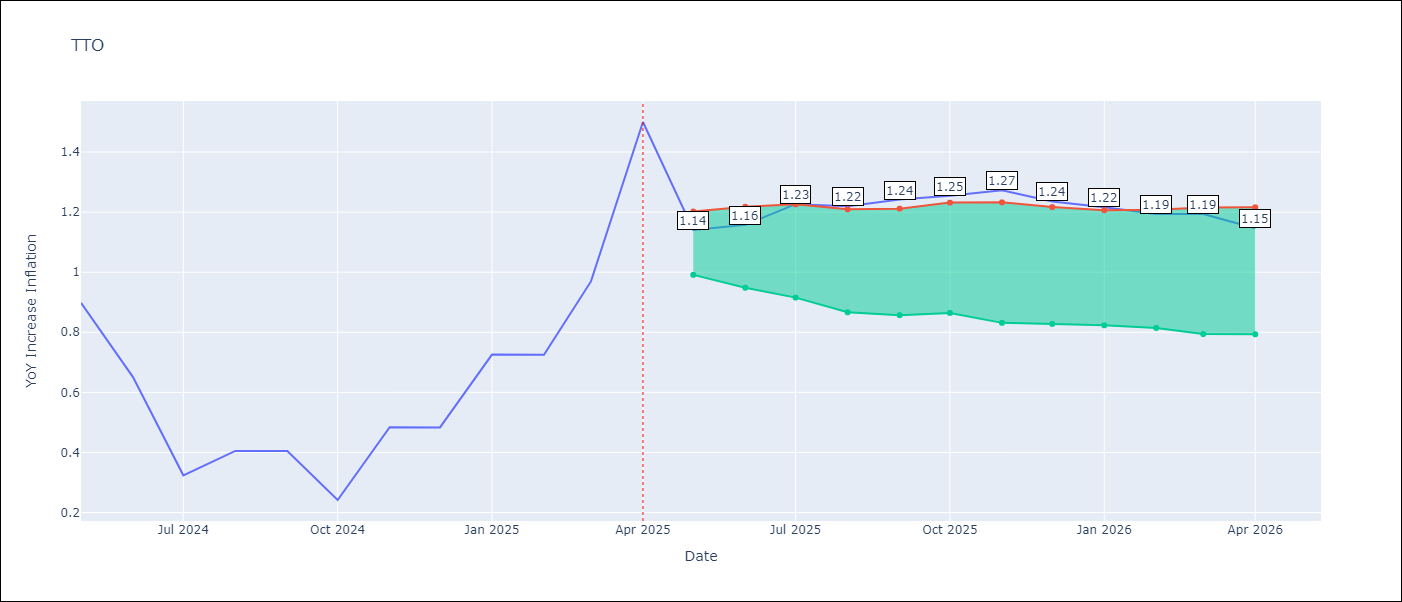 TTO
YoY Increase Inflation
1.4
1.2
1
0.8
0.6
0.4
0.2
1.14
1.16
1.23
1.22
1.24
1.25
1.27
1.24
1.22
1.19
1.19
1.15
Jul 2024
Oct 2024
Jan 2025
Apr 2025
Jul 2025
Oct 2025
Jan 2026
Apr 2026
Date